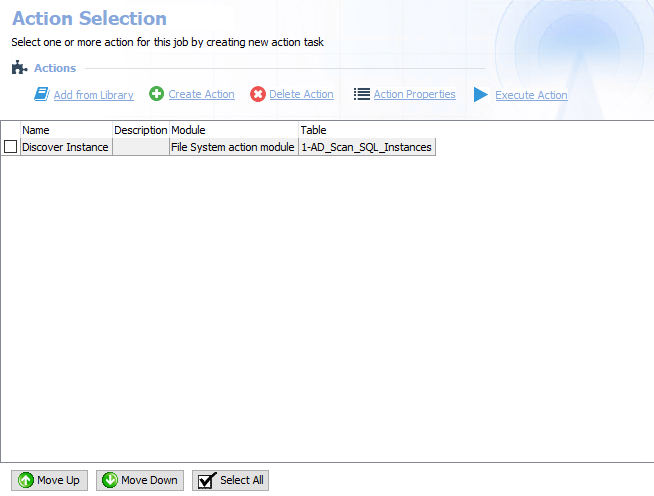 Action Selection
Select one or more action for this job by creating new action task
Actions
Add from Library Create Action Delete Action Action Properties Execute Action
Name Description Module Table
Discover Instance File System action module 1-AD_Scan_SQL_Instances
Move Up Move Down Select All